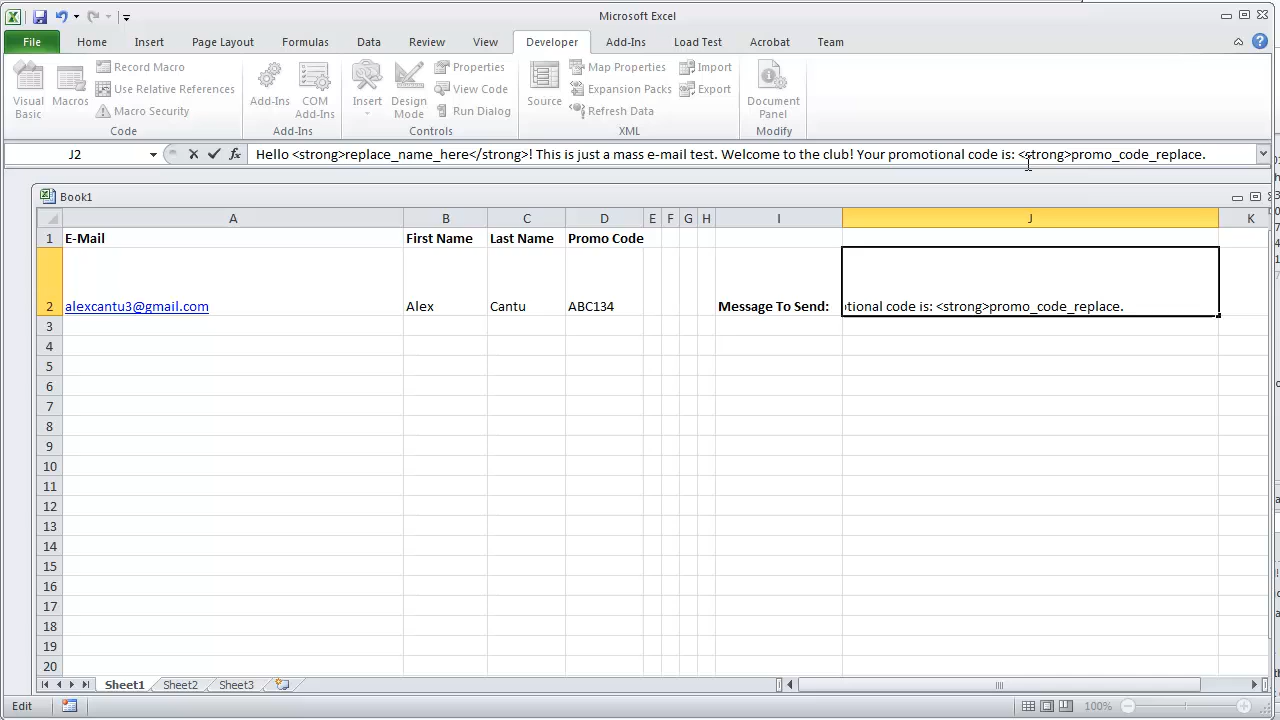 Microsoft Excel
File Home Insert Page Layout Formulas Data Review View Developer Add-Ins Load Test Acrobat Team
Visual Basic
Macros
Record Macro
Use Relative References
Macro Security
Code
Add-Ins
COM Add-Ins
Add-Ins
Insert
Design Mode
Properties
View Code
Run Dialog
Controls
Source
Map Properties
Expansion Packs
Refresh Data
Import
Export
XML
Document Panel
Modify
J2 fx Hello <strong>replace_name_here</strong>! This is just a mass e-mail test. Welcome to the club! Your promotional code is: <strong>promo_code_replace.
Book1
A B C D E F G H I J K
1 E-Mail First Name Last Name Promo Code
2 alexcantu3@gmail.com Alex Cantu ABC134 Message To Send: otional code is: <strong>promo_code_replace.
3
4
5
6
7
8
9
10
11
12
13
14
15
16
17
18
19
20
Sheet1 Sheet2 Sheet3
Edit 100%